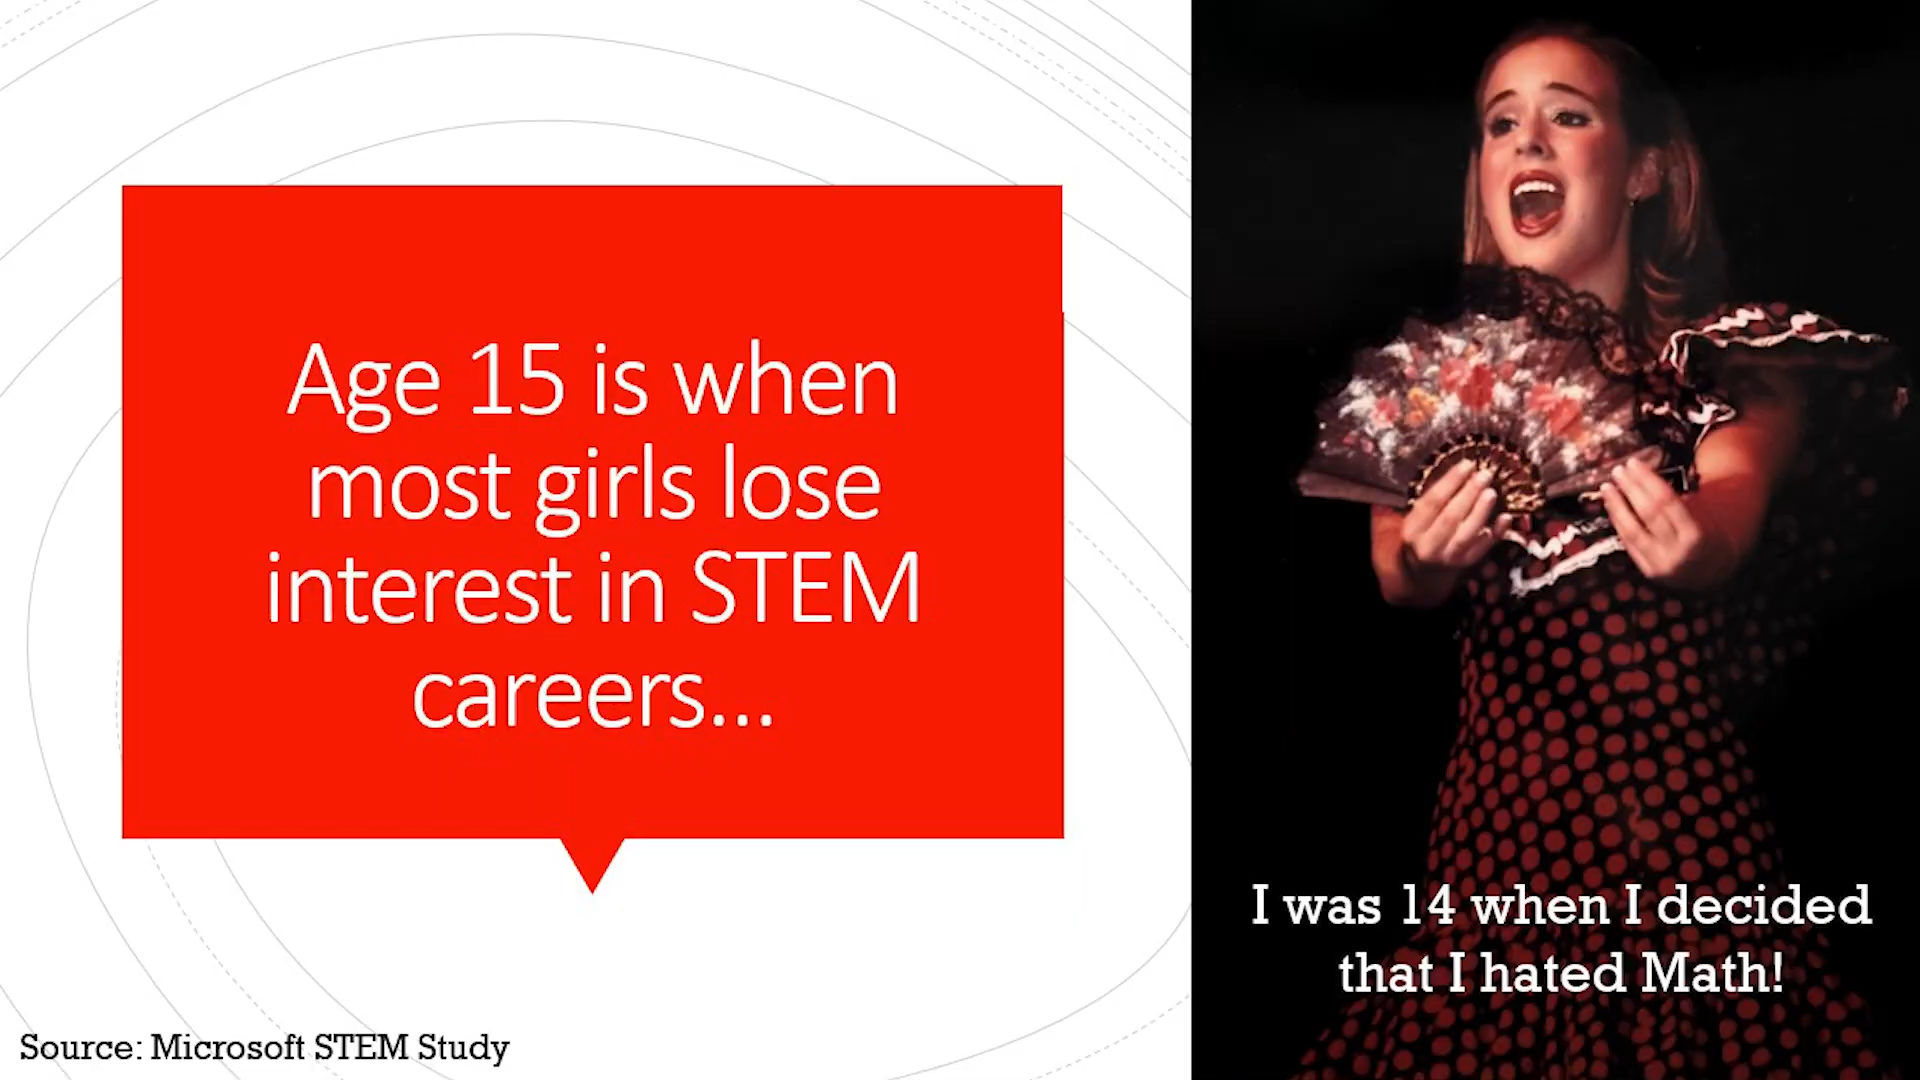 Age 15 is when
most girls lose
interest in STEM
careers...
I was 14 when I decided
that I hated Math!
Source: Microsoft STEM Study